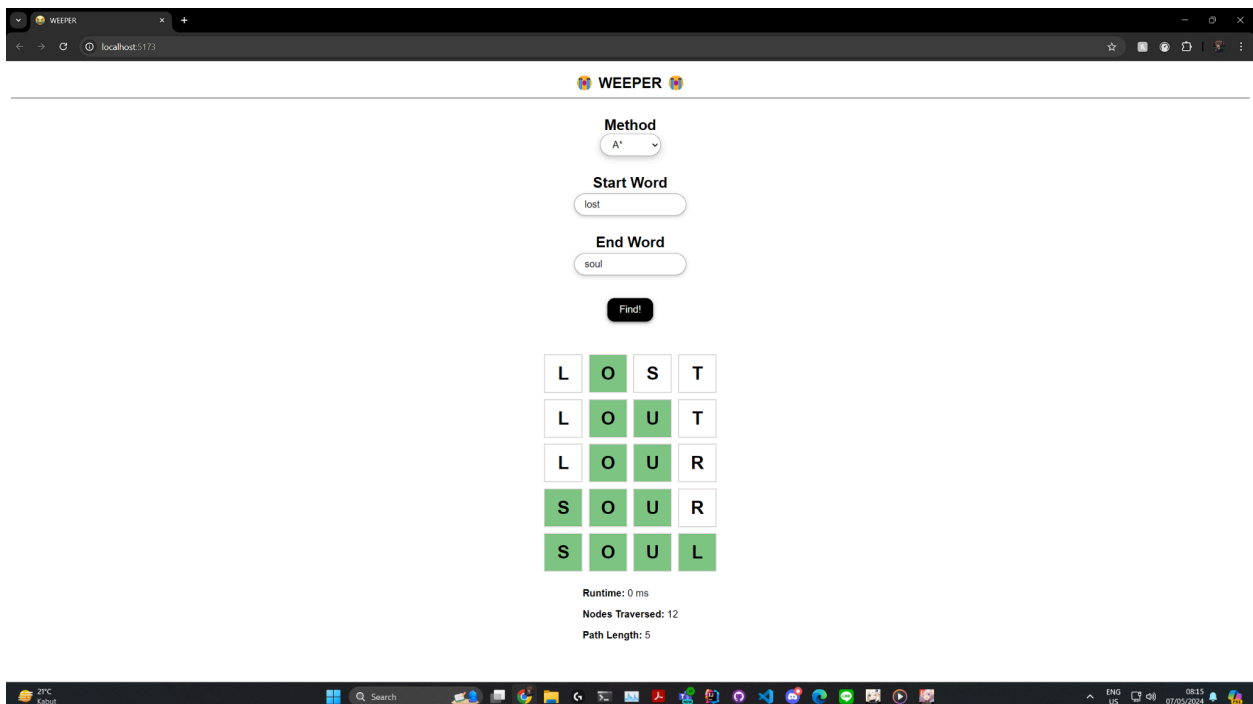 WEEPER
localhost:5173
WEEPER
Method
A*
Start Word
lost
End Word
soul
Find!
L O S T
L O U T
L O U R
S O U R
S O U L
Runtime: 0 ms
Nodes Traversed: 12
Path Length: 5
21°C
Kabut
Search
ENG
US
08:15
07/05/2024